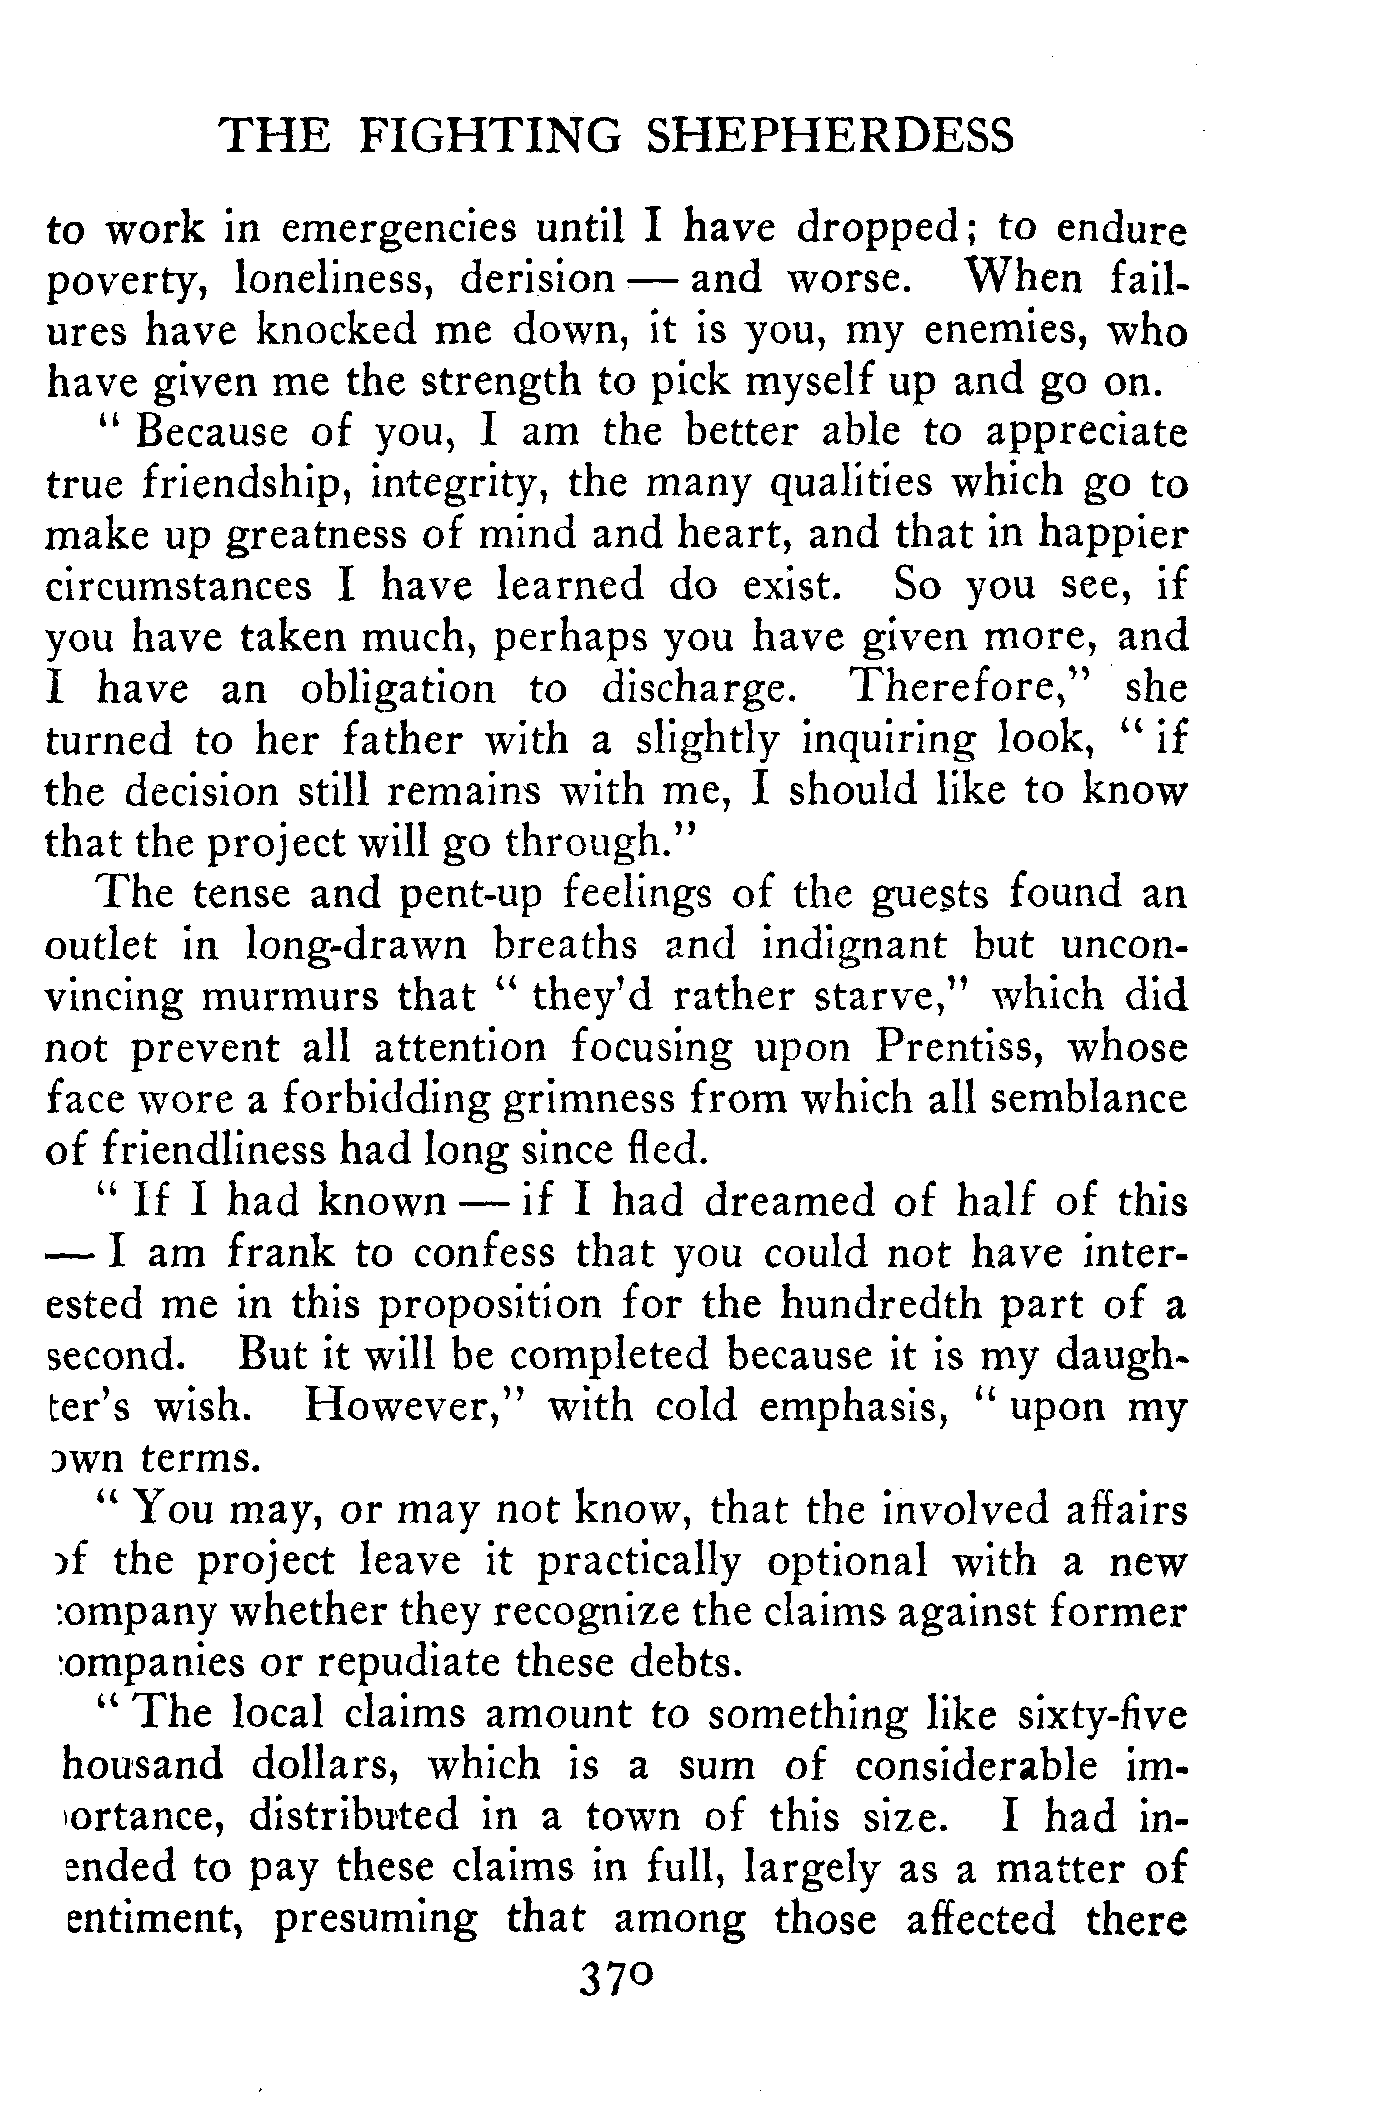 THE FIGHTING SHEPHERDESS
to work in emergencies until I have dropped; to endure
poverty, loneliness, derision — and worse. When fail-
ures have knocked me down, it is you, my enemies, who
have given me the strength to pick myself up and go on.
" Because of you, I am the better able to appreciate
true friendship, integrity, the many qualities which go to
make up greatness of mind and heart, and that in happier
circumstances I have learned do exist. So you see, if
you have taken much, perhaps you have given more, and
I have an obligation to discharge. Therefore," she
turned to her father with a slightly inquiring look, " if
the decision still remains with me, I should like to know
that the project will go through."
The tense and pent-up feelings of the guests found an
outlet in long-drawn breaths and indignant but uncon-
vincing murmurs that " they'd rather starve," which did
not prevent all attention focusing upon Prentiss, whose
face wore a forbidding grimness from which all semblance
of friendliness had long since fled.
" If I had known — if I had dreamed of half of this
— I am frank to confess that you could not have inter-
ested me in this proposition for the hundredth part of a
second. But it will be completed because it is my daugh-
ter's wish. However," with cold emphasis, " upon my
own terms.
" You may, or may not know, that the involved affairs
of the project leave it practically optional with a new
company whether they recognize the claims against former
companies or repudiate these debts.
" The local claims amount to something like sixty-five
housand dollars, which is a sum of considerable im-
ortance, distributed in a town of this size. I had in-
ended to pay these claims in full, largely as a matter of
entiment, presuming that among those affected there
370